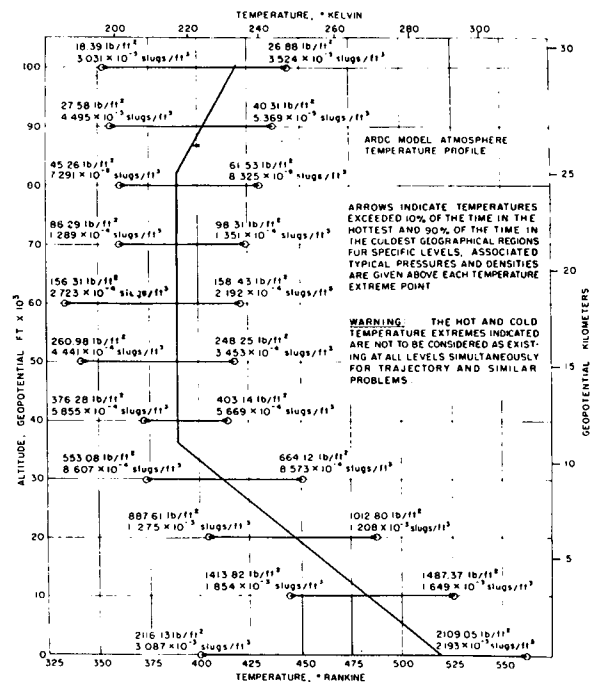 TEMPERATURE, °KELVIN
200 220 240 260 280 300
18.39 lb/ft² 26.88 lb/ft²
3.031 × 10⁻⁵ slugs/ft³ 3.524 × 10⁻⁵ slugs/ft³
100
30
27.58 lb/ft² 40.31 lb/ft²
4.495 × 10⁻⁵ slugs/ft³ 5.369 × 10⁻⁵ slugs/ft³
90
ARDC MODEL ATMOSPHERE
TEMPERATURE PROFILE
45.26 lb/ft² 61.53 lb/ft²
7.291 × slugs/ft³ 8.325 × slugs/ft³
80
25
ARROWS INDICATE TEMPERATURES
EXCEEDED 10% OF THE TIME IN THE
HOTTEST AND 90% OF THE TIME IN
THE COLDEST GEOGRAPHICAL REGIONS
FOR SPECIFIC LEVELS, ASSOCIATED
TYPICAL PRESSURES AND DENSITIES
ARE GIVEN ABOVE EACH TEMPERATURE
EXTREME POINT
86.29 lb/ft² 98.31 lb/ft²
1.289 × 10⁻⁴ slugs/ft³ 1.351 × 10⁻⁴ slugs/ft³
70
20
156.31 lb/ft² 158.43 lb/ft²
2.723 × 10⁻⁴ slugs/ft³ 2.192 × 10⁻⁴ slugs/ft³
60
WARNING: THE HOT AND COLD
TEMPERATURE EXTREMES INDICATED
ARE NOT TO BE CONSIDERED AS EXIST-
ING AT ALL LEVELS SIMULTANEOUSLY
FOR TRAJECTORY AND SIMILAR
PROBLEMS
260.98 lb/ft² 248.25 lb/ft²
4.441 × 10⁻⁴ slugs/ft³ 3.453 × 10⁻⁴ slugs/ft³
50
15
376.28 lb/ft² 403.14 lb/ft²
5.855 × 10⁻⁴ slugs/ft³ 5.669 × 10⁻⁴ slugs/ft³
40
10
553.08 lb/ft² 664.12 lb/ft²
8.607 × 10⁻⁴ slugs/ft³ 8.573 × 10⁻⁴ slugs/ft³
30
887.61 lb/ft² 1012.80 lb/ft²
1.275 × 10⁻³ slugs/ft³ 1.208 × 10⁻³ slugs/ft³
20
5
1413.82 lb/ft² 1487.37 lb/ft²
1.854 × 10⁻³ slugs/ft³ 1.649 × 10⁻³ slugs/ft³
10
2116.13 lb/ft² 2109.05 lb/ft²
3.087 × 10⁻³ slugs/ft³ 2.193 × 10⁻³ slugs/ft³
0
0
325 350 375 400 425 450 475 500 525 550
TEMPERATURE, °RANKINE
ALTITUDE, GEOPOTENTIAL FT × 10³
GEOPOTENTIAL KILOMETERS